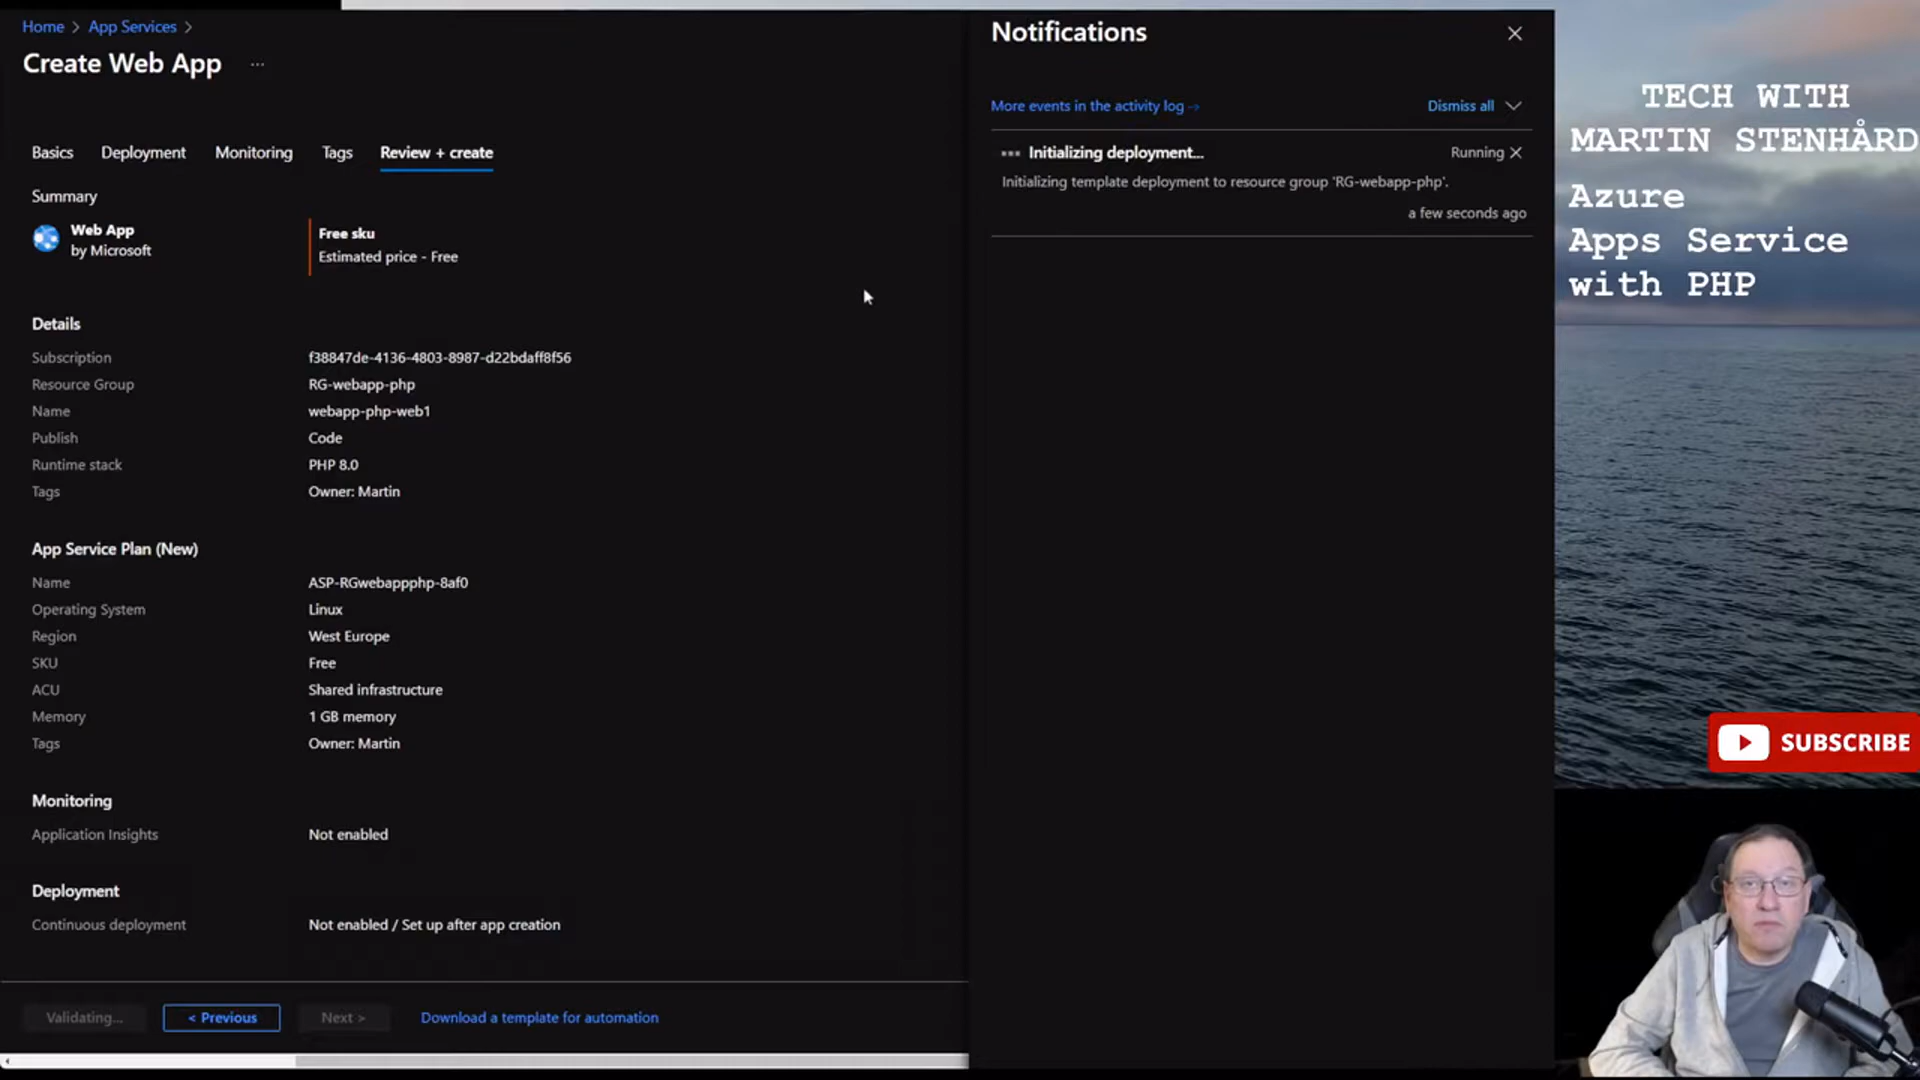 Home > App Services >
Create Web App ...
Basics Deployment Monitoring Tags Review + create
Summary
Web App
by Microsoft
Free sku
Estimated price - Free
Details
Subscription f38847de-4136-4803-8987-d22bdaff8f56
Resource Group RG-webapp-php
Name webapp-php-web1
Publish Code
Runtime stack PHP 8.0
Tags Owner: Martin
App Service Plan (New)
Name ASP-RGwebappphp-8af0
Operating System Linux
Region West Europe
SKU Free
ACU Shared infrastructure
Memory 1 GB memory
Tags Owner: Martin
Monitoring
Application Insights Not enabled
Deployment
Continuous deployment Not enabled / Set up after app creation
Validating... < Previous Next > Download a template for automation
Notifications
More events in the activity log → Dismiss all
Initializing deployment... Running
Initializing template deployment to resource group 'RG-webapp-php'.
a few seconds ago
TECH WITH
MARTIN STENHÅRD
Azure
Apps Service
with PHP
SUBSCRIBE